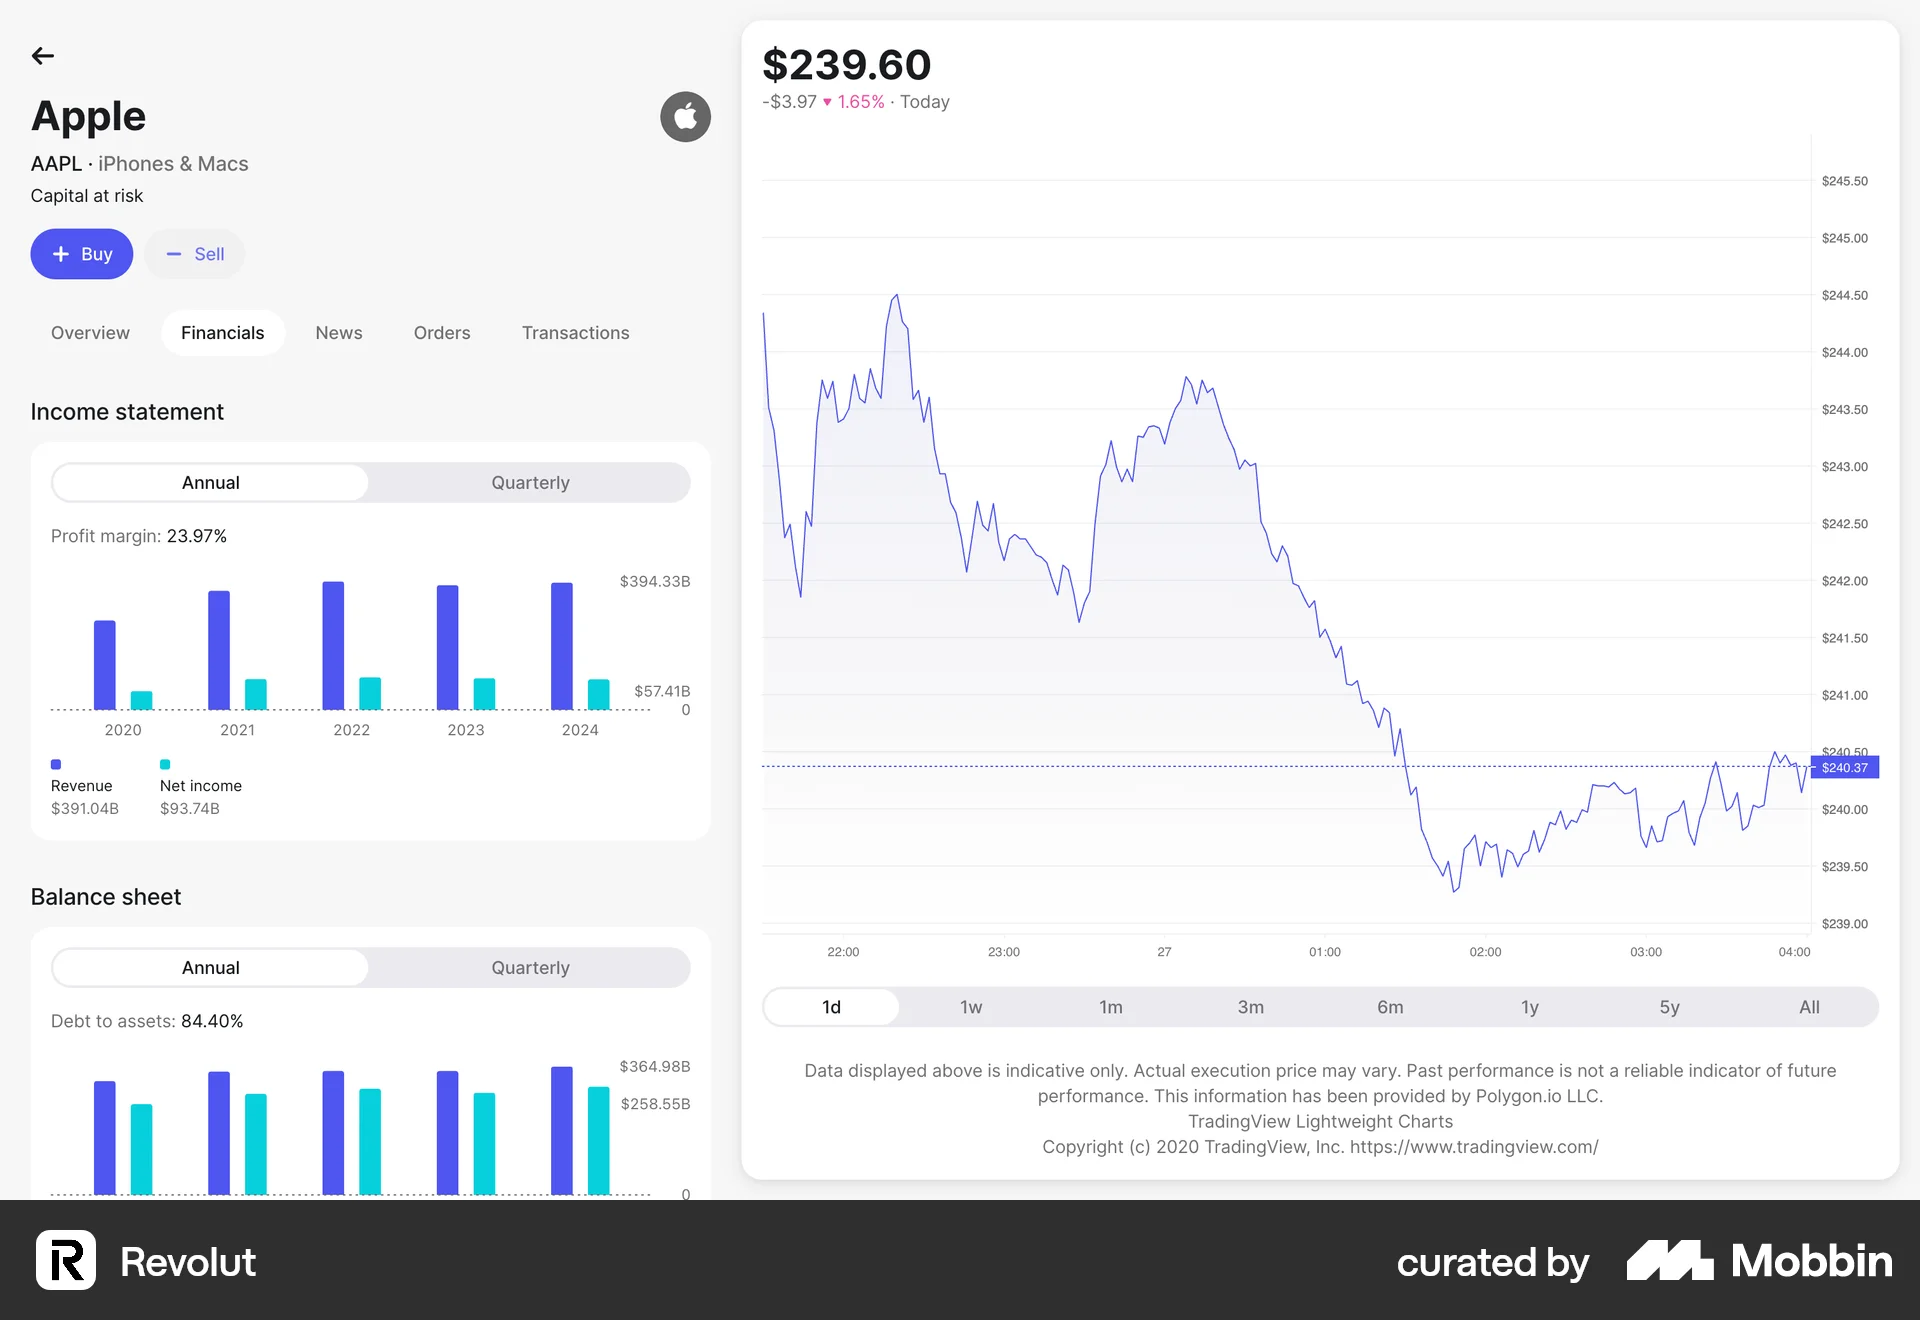 Apple
AAPL · iPhones & Macs
Capital at risk
+ Buy
− Sell
Overview
Financials
News
Orders
Transactions
Income statement
Annual
Quarterly
Profit margin: 23.97%
$394.33B
$57.41B
0
2020
2021
2022
2023
2024
Revenue
$391.04B
Net income
$93.74B
Balance sheet
Annual
Quarterly
Debt to assets: 84.40%
$364.98B
$258.55B
0
$239.60
-$3.97 ▼ 1.65% · Today
$245.50
$245.00
$244.50
$244.00
$243.50
$243.00
$242.50
$242.00
$241.50
$241.00
$240.50
$240.37
$240.00
$239.50
$239.00
22:00
23:00
27
01:00
02:00
03:00
04:00
1d
1w
1m
3m
6m
1y
5y
All
Data displayed above is indicative only. Actual execution price may vary. Past performance is not a reliable indicator of future
performance. This information has been provided by Polygon.io LLC.
TradingView Lightweight Charts
Copyright (c) 2020 TradingView, Inc. https://www.tradingview.com/
R
Revolut
curated by
Mobbin